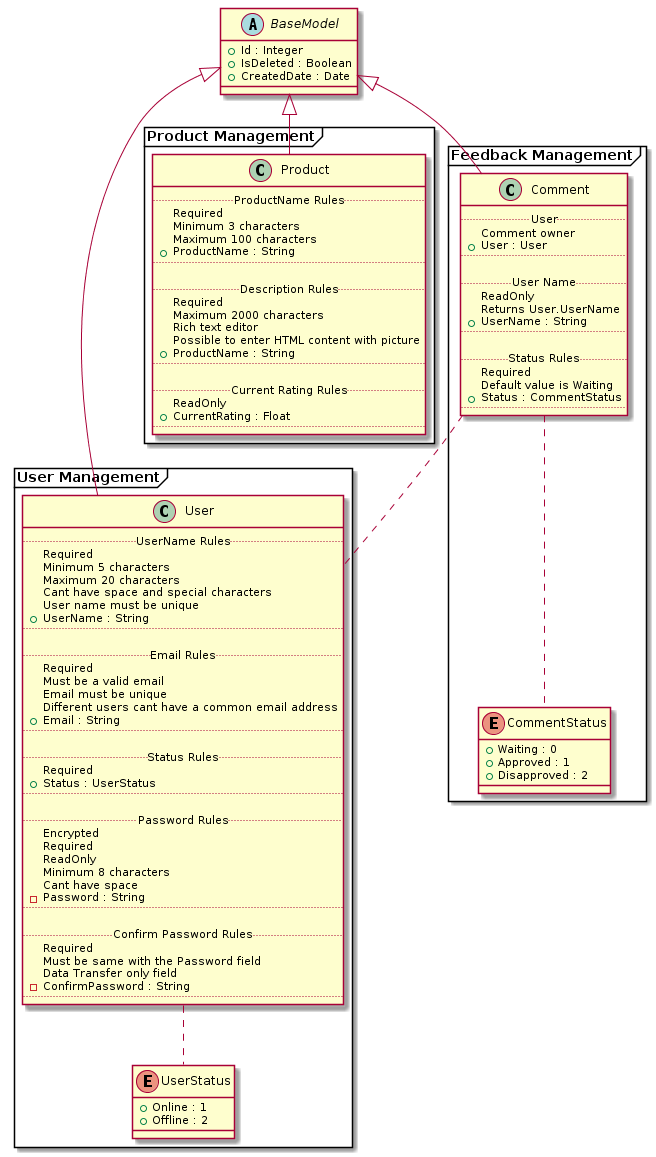 A BaseModel
Id : Integer
IsDeleted : Boolean
CreatedDate : Date
Product Management
C Product
ProductName Rules
Required
Minimum 3 characters
Maximum 100 characters
ProductName : String
Description Rules
Required
Maximum 2000 characters
Rich text editor
Possible to enter HTML content with picture
ProductName : String
Current Rating Rules
ReadOnly
CurrentRating : Float
Feedback Management
C Comment
User
Comment owner
User : User
User Name
ReadOnly
Returns User.UserName
UserName : String
Status Rules
Required
Default value is Waiting
Status : CommentStatus
User Management
C User
UserName Rules
Required
Minimum 5 characters
Maximum 20 characters
Cant have space and special characters
User name must be unique
UserName : String
Email Rules
Required
Must be a valid email
Email must be unique
Different users cant have a common email address
Email : String
Status Rules
Required
Status : UserStatus
Password Rules
Encrypted
Required
ReadOnly
Minimum 8 characters
Cant have space
Password : String
Confirm Password Rules
Required
Must be same with the Password field
Data Transfer only field
ConfirmPassword : String
E CommentStatus
Waiting : 0
Approved : 1
Disapproved : 2
E UserStatus
Online : 1
Offline : 2